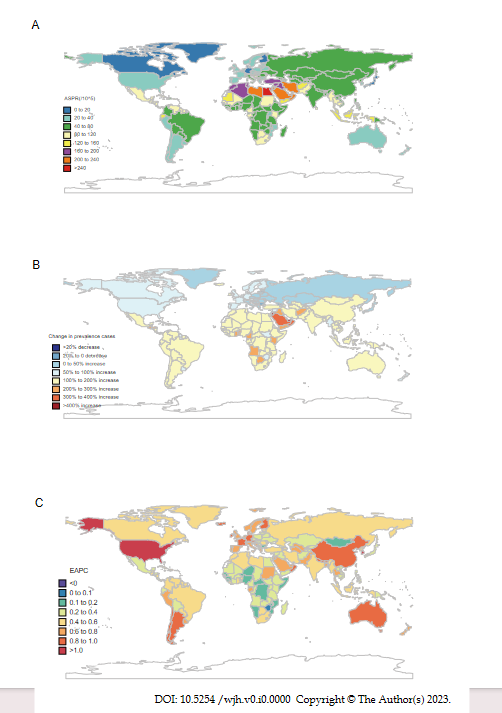 A
ASPR(/10^5)
0 to 20
20 to 40
40 to 80
80 to 120
120 to 160
160 to 200
200 to 240
>240
B
Change in prevalence cases
>20% decrease
0 to 50% increase
50% to 100% increase
100% to 200% increase
200% to 300% increase
300% to 400% increase
>400% increase
C
EAPC
<0
0 to 0.1
0.1 to 0.2
0.2 to 0.4
0.4 to 0.6
0.6 to 0.8
0.8 to 1.0
>1.0
DOI: 10.5254 /wjh.v0.i0.0000 Copyright © The Author(s) 2023.